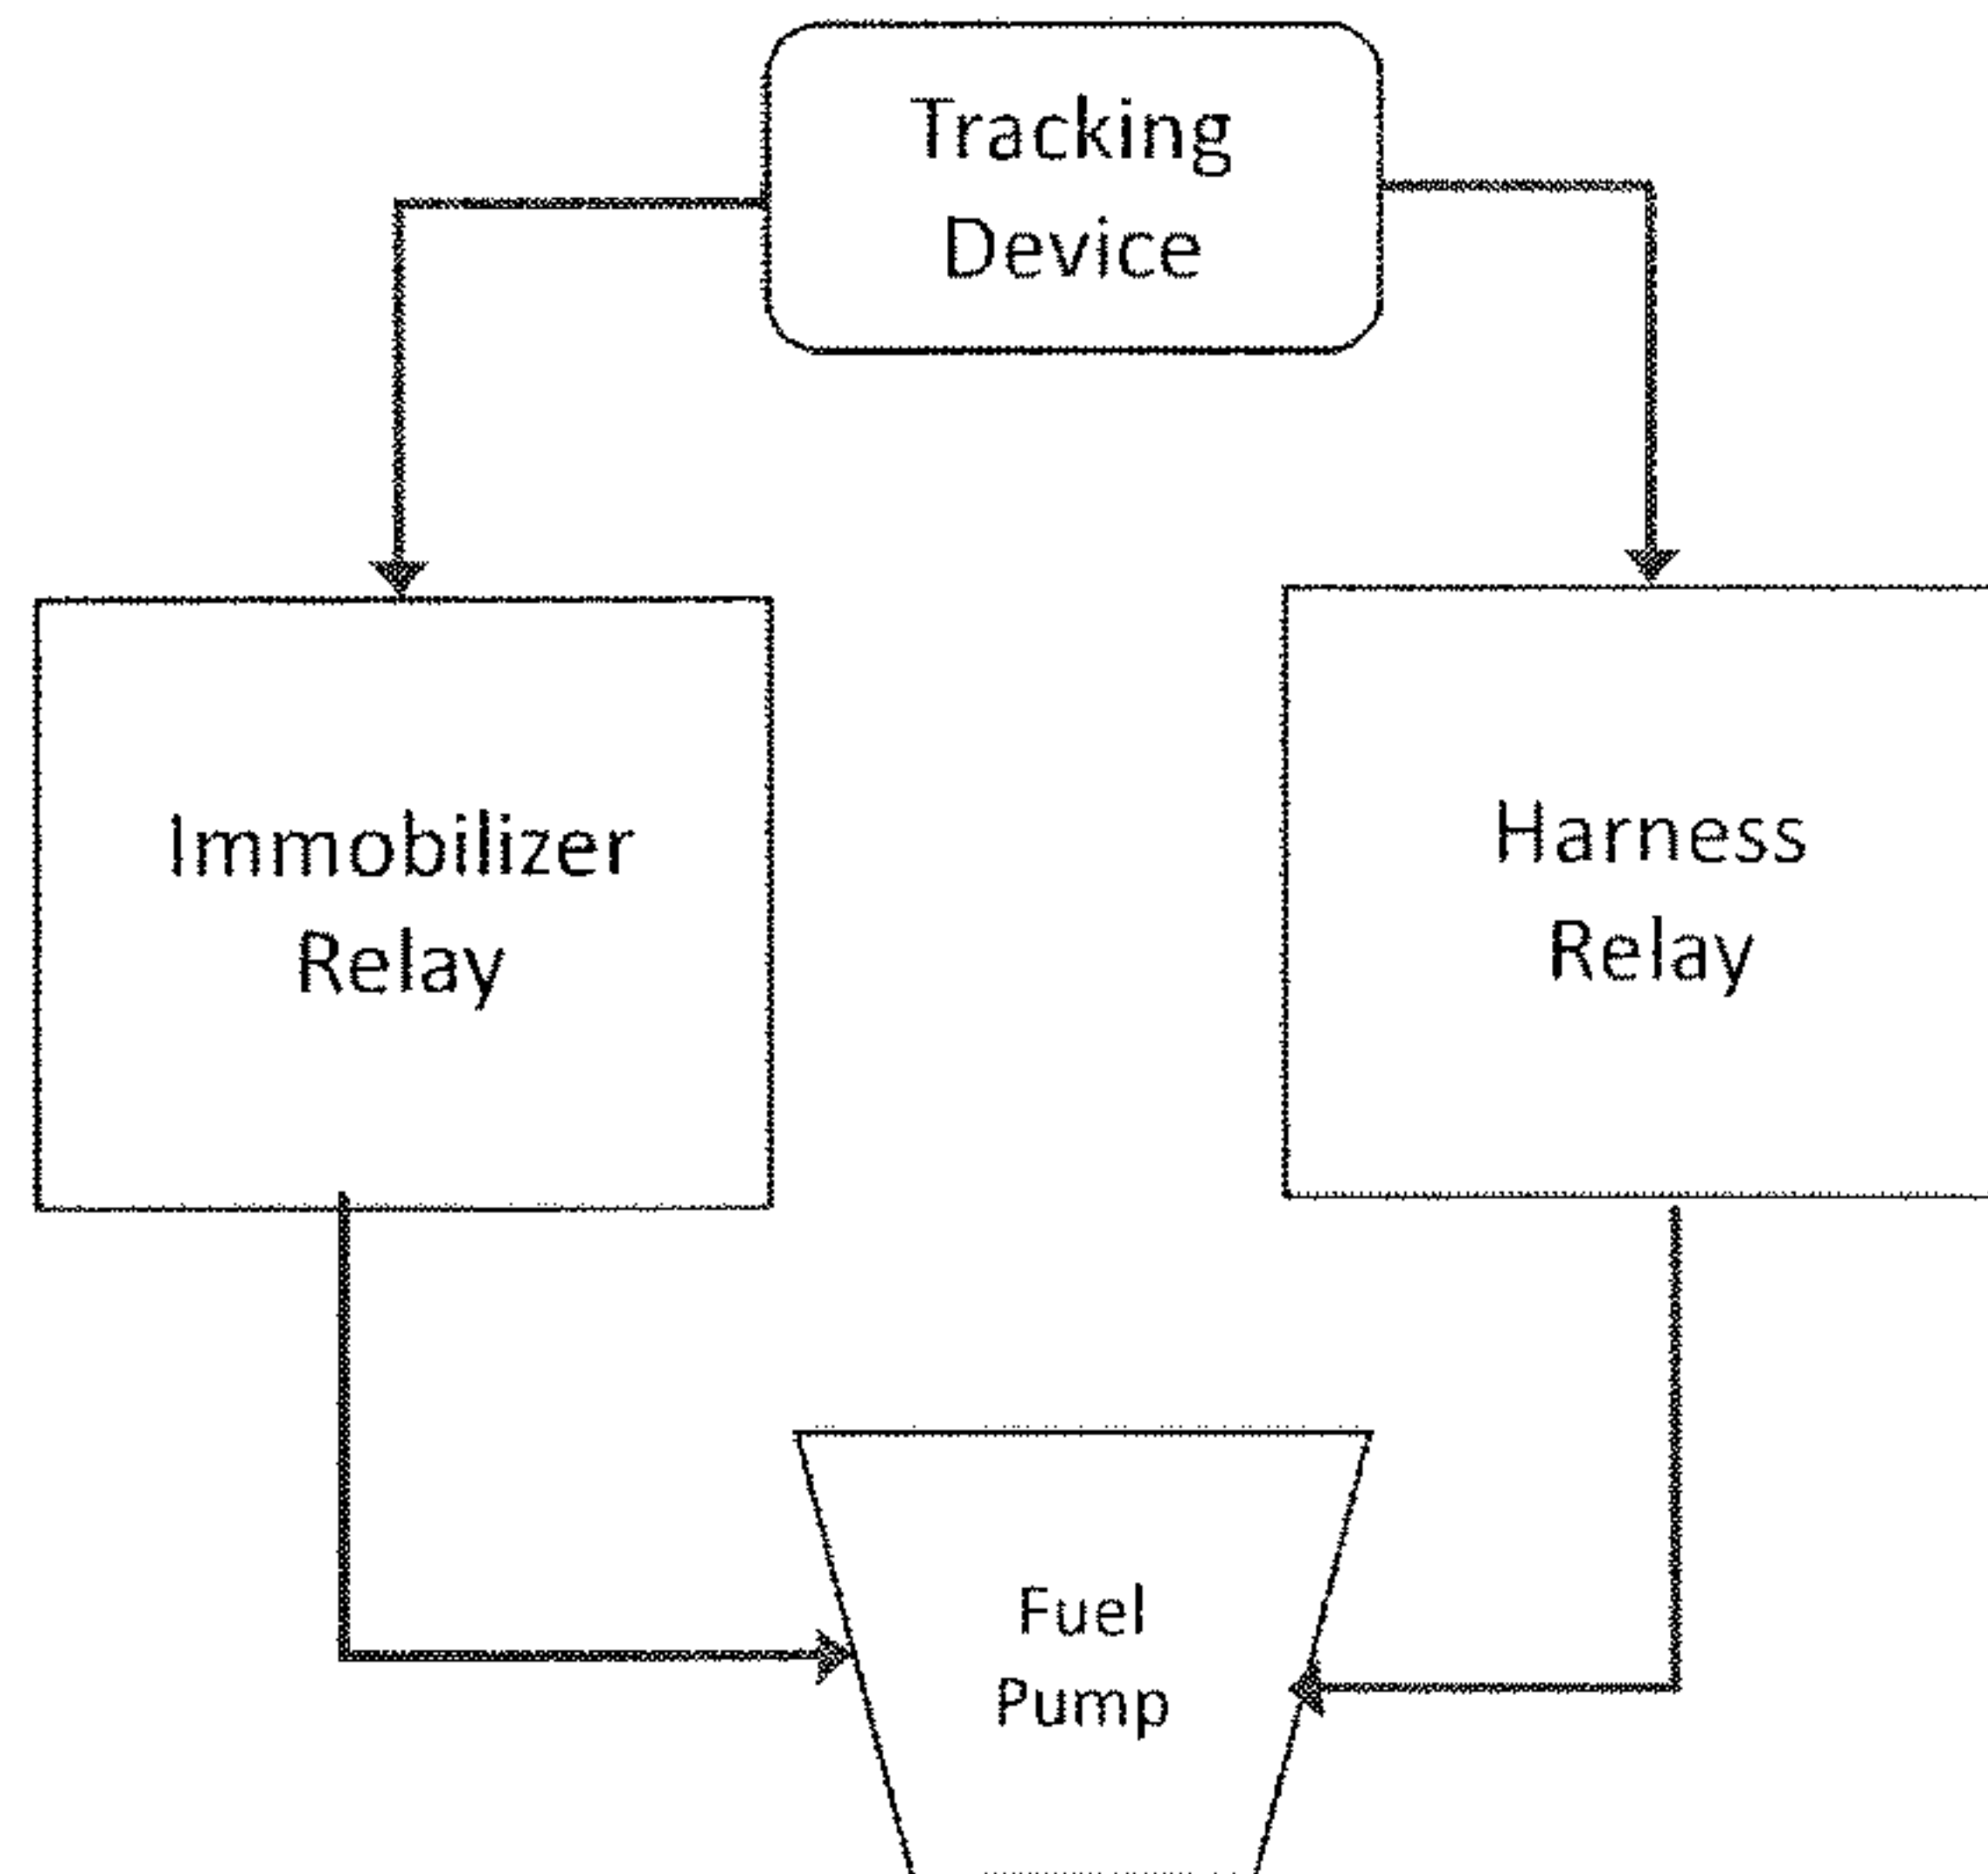 Tracking
Device
Immobilizer
Relay
Harness
Relay
Fuel
Pump